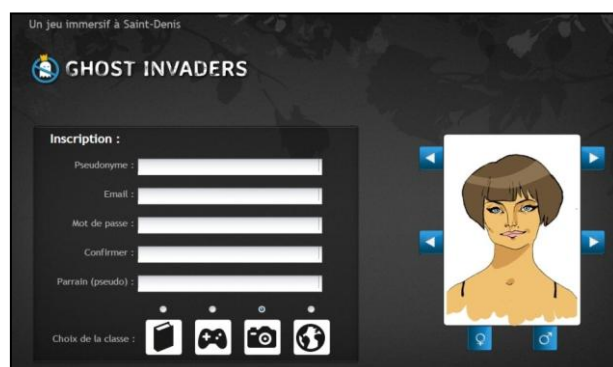 Un jeu immersif à Saint-Denis
GHOST INVADERS
Inscription :
Pseudonyme :
Email :
Mot de passe :
Confirmer :
Parrain (pseudo) :
Choix de la classe :